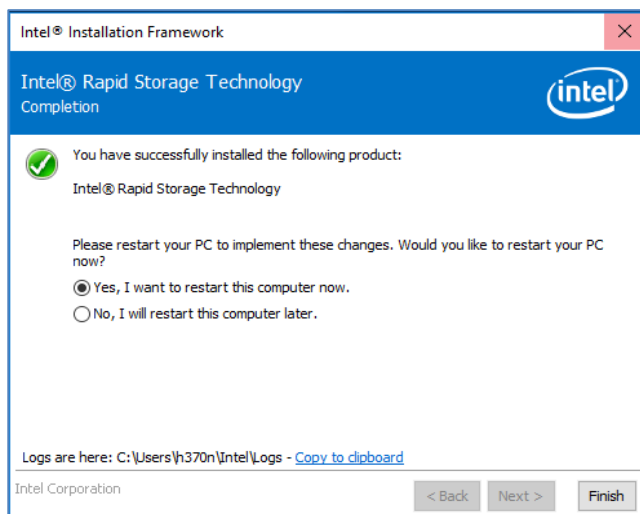 Intel® Installation Framework
Intel® Rapid Storage Technology
Completion
intel
You have successfully installed the following product:
Intel® Rapid Storage Technology
Please restart your PC to implement these changes. Would you like to restart your PC
now?
Yes, I want to restart this computer now.
No, I will restart this computer later.
Logs are here: C:\Users\h370n\Intel\Logs - Copy to clipboard
Intel Corporation
< Back Next > Finish